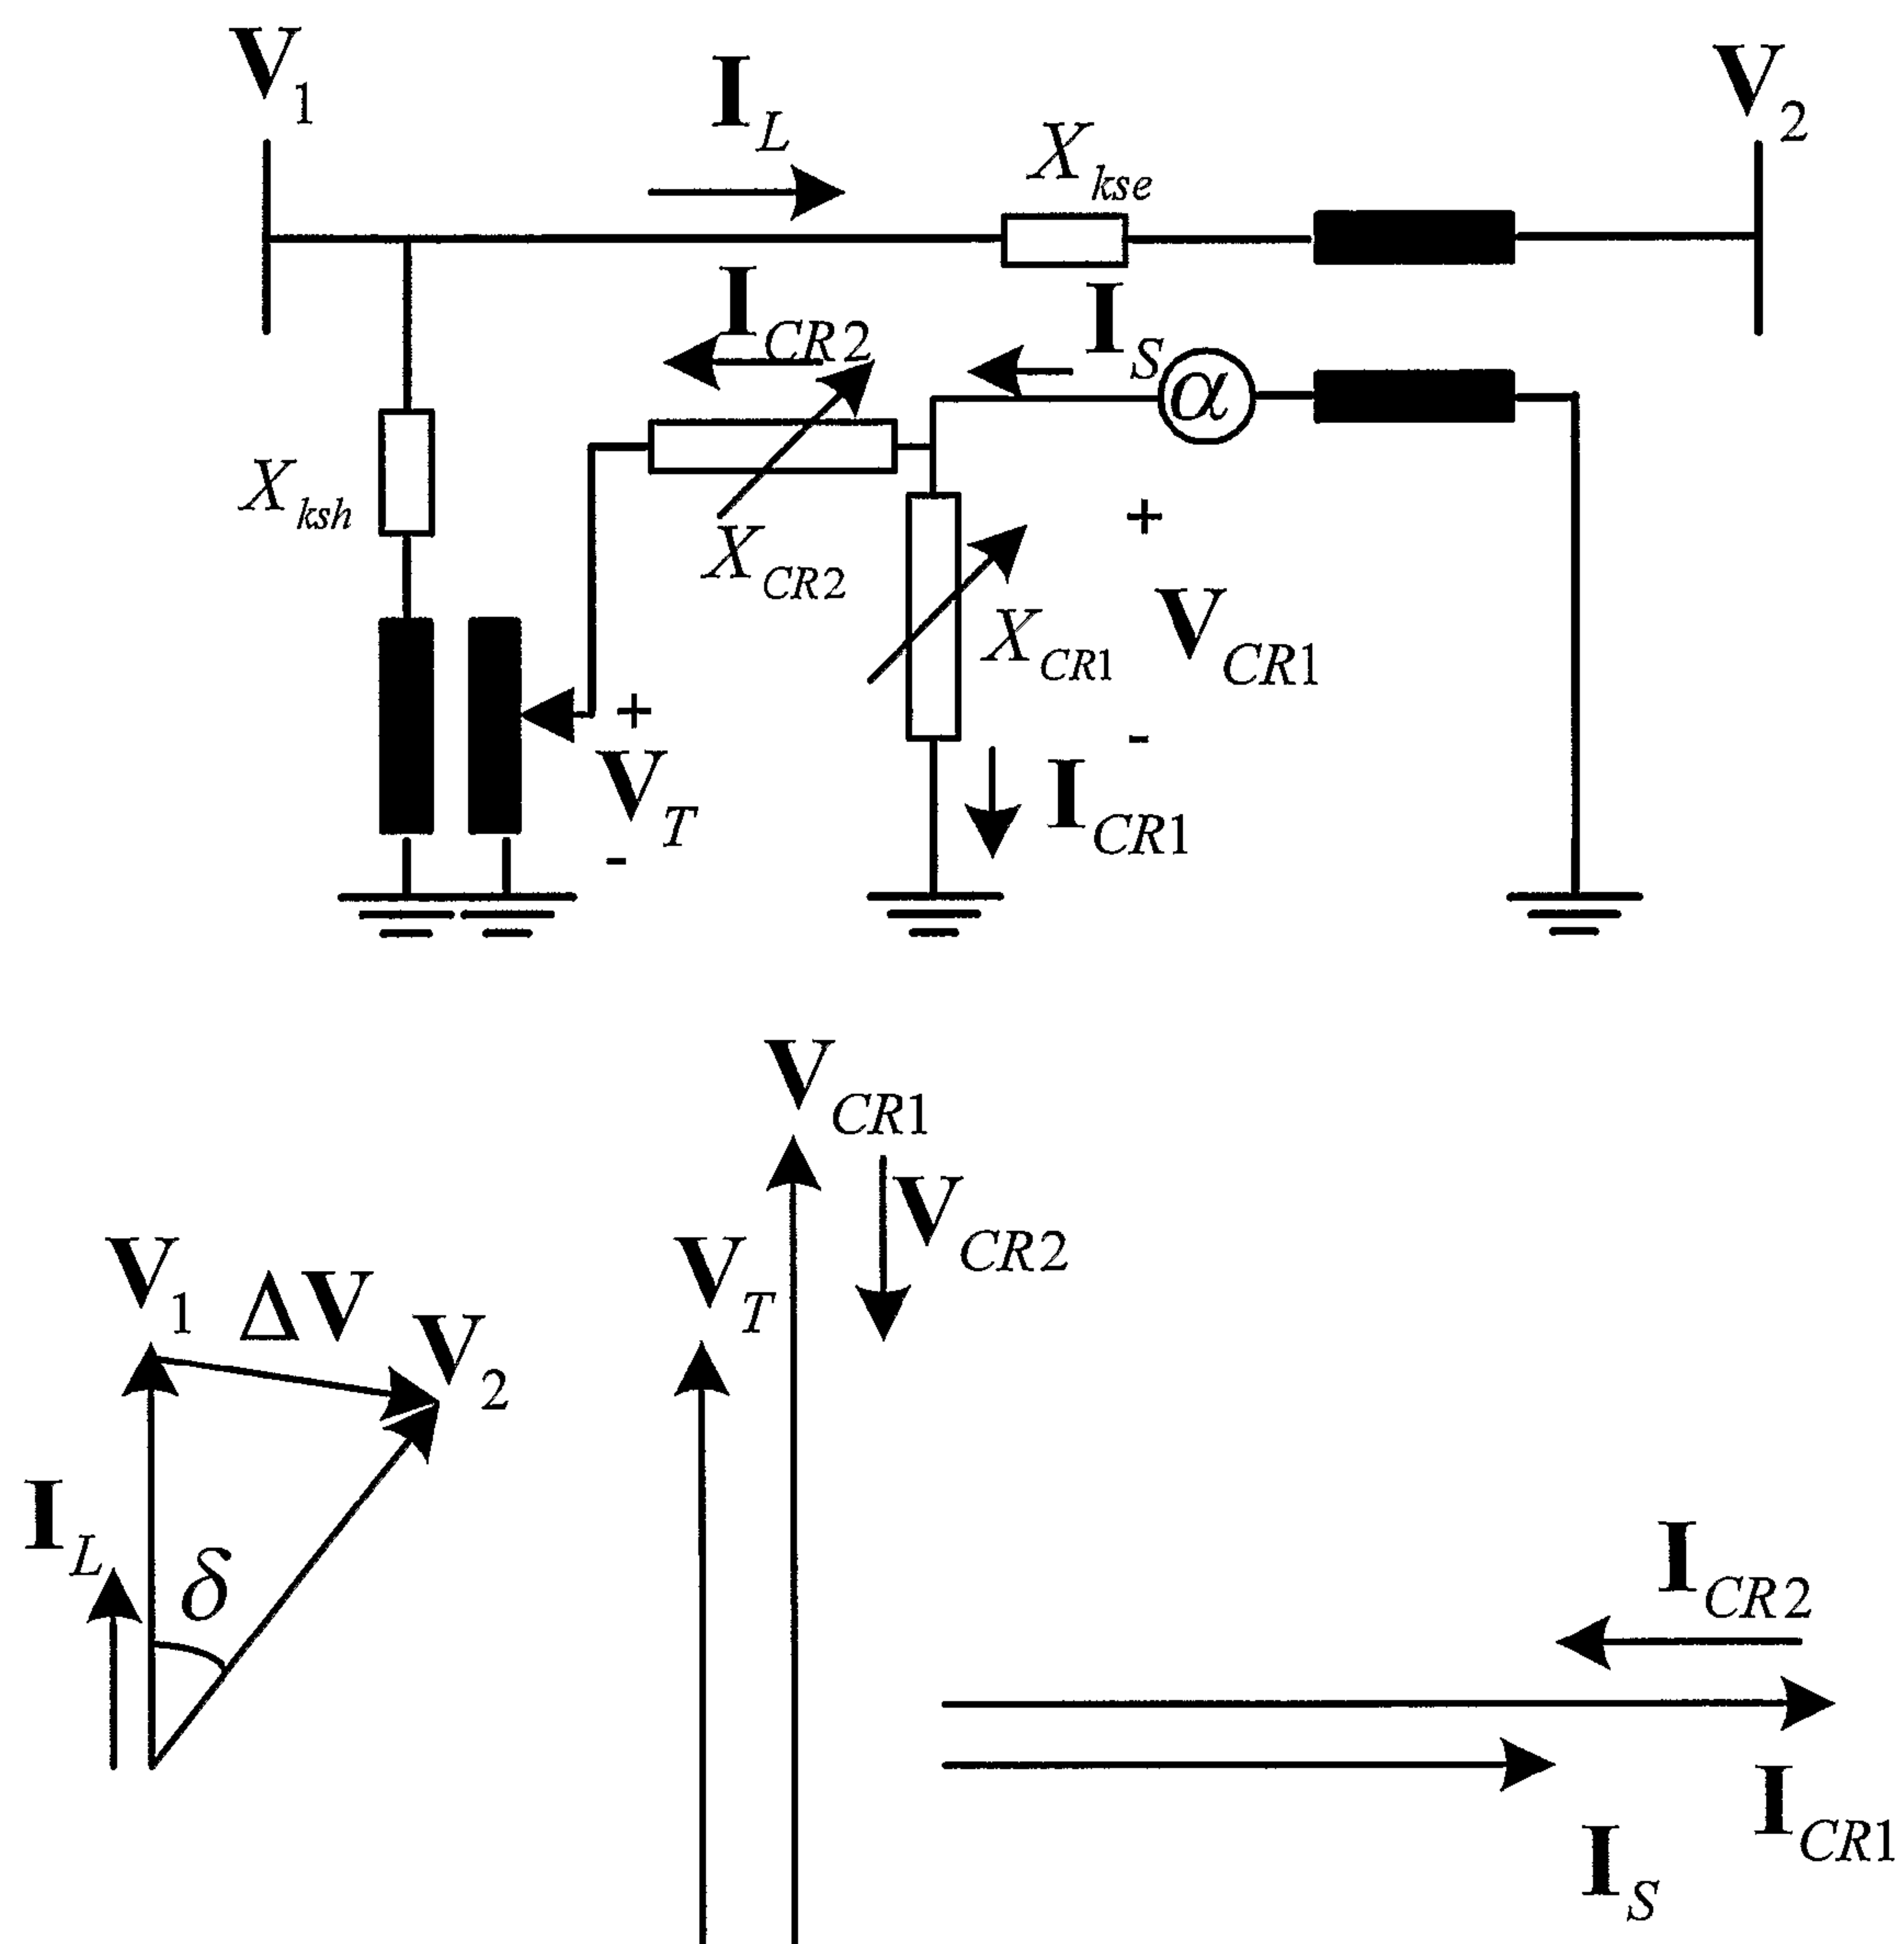 V1
IL
Xkse
V2
ICR2
IS
α
Xksh
XCR2
+
XCR1
VCR1
-
+
VT
-
ICR1
VCR1
VCR2
V1
ΔV
V2
VT
IL
δ
ICR2
ICR1
IS